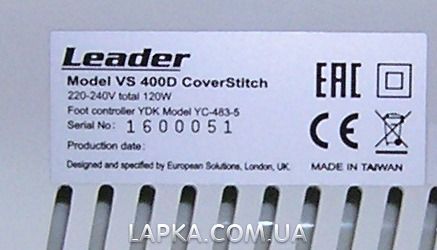 Leader
Model VS 400D CoverStitch
220-240V total 120W
Foot controller YDK Model YC-483-5
Serial No: 1600051
Production date:
Designed and specified by European Solutions, London, UK.
EAC
CE
MADE IN TAIWAN
LAPKA.COM.UA